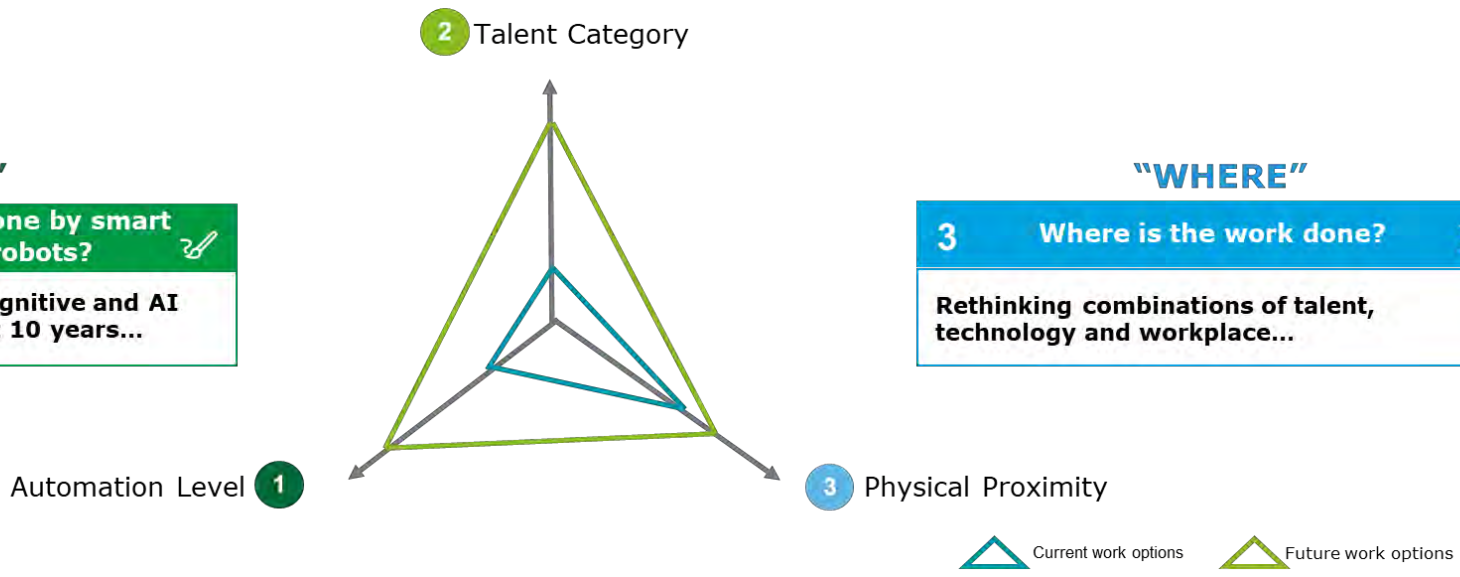 2 Talent Category
”
“WHERE”
one by smart
robots?
gnitive and AI
10 years...
3 Where is the work done?
Rethinking combinations of talent,
technology and workplace...
Automation Level 1
3 Physical Proximity
Current work options
Future work options